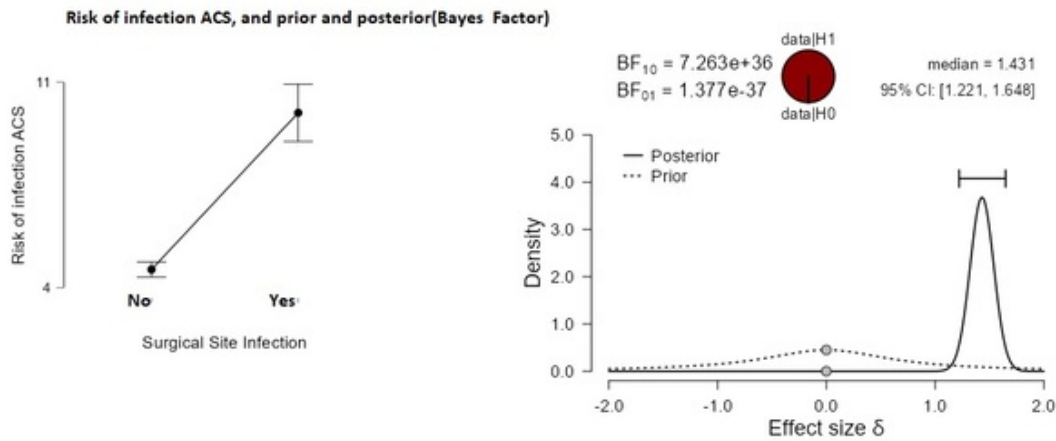 Risk of infection ACS, and prior and posterior(Bayes Factor)
11
Risk of infection ACS
4
No
Yes
Surgical Site Infection
data|H1
BF₁₀ = 7.263e+36
BF₀₁ = 1.377e-37
data|H0
median = 1.431
95% CI: [1.221, 1.648]
5.0
Posterior
Prior
4.0
3.0
2.0
1.0
0.0
Density
-2.0 -1.0 0.0 1.0 2.0
Effect size δ